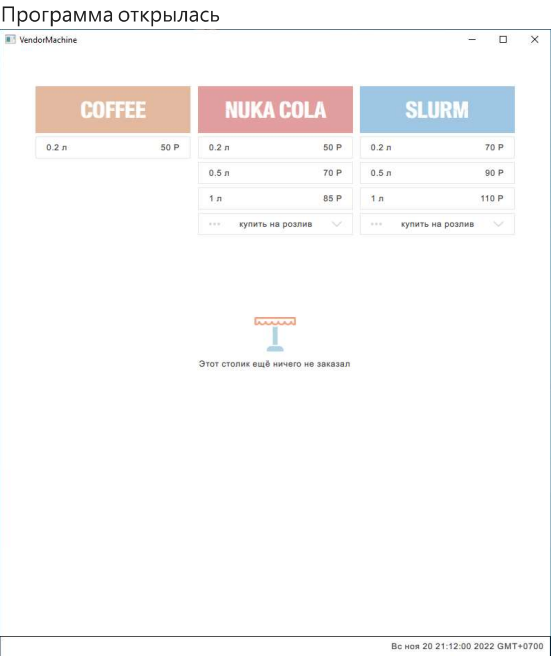 Программа открылась
VendorMachine
COFFEE NUKA COLA SLURM
0.2 л 50 Р 0.2 л 50 Р 0.2 л 70 Р
0.5 л 70 Р 0.5 л 90 Р
1 л 85 Р 1 л 110 Р
купить на розлив купить на розлив
Этот столик ещё ничего не заказал
Вс ноя 20 21:12:00 2022 GMT+0700